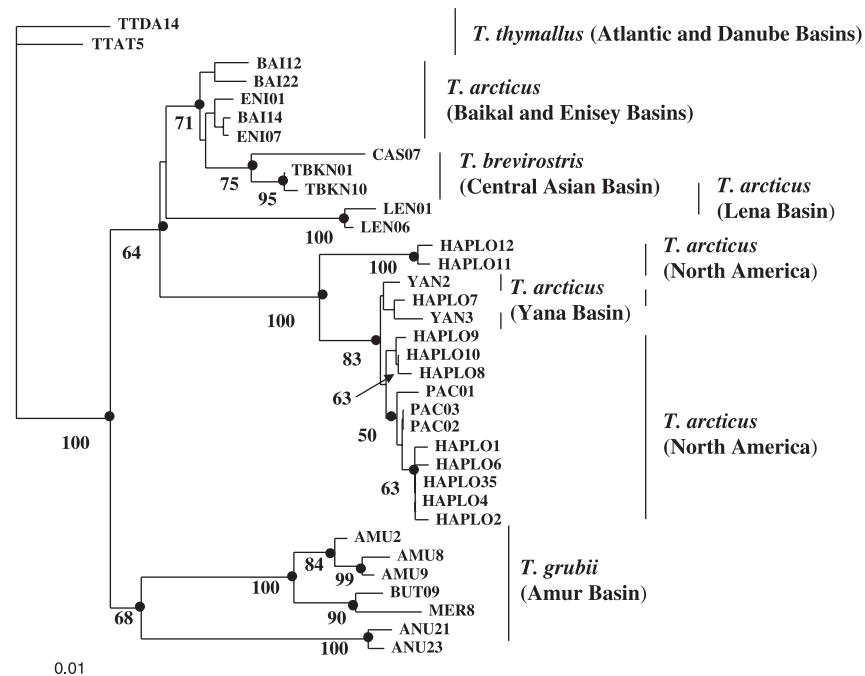 TTDA14
TTAT5
T. thymallus (Atlantic and Danube Basins)
BAI12
BAI22
ENI01
BAI14
ENI07
71
T. arcticus
(Baikal and Enisey Basins)
CAS07
TBKN01
TBKN10
75
95
T. brevirostris
(Central Asian Basin)
LEN01
LEN06
100
T. arcticus
(Lena Basin)
64
HAPLO12
HAPLO11
100
T. arcticus
(North America)
100
YAN2
HAPLO7
YAN3
T. arcticus
(Yana Basin)
83
HAPLO9
HAPLO10
HAPLO8
63
PAC01
PAC03
PAC02
50
HAPLO1
HAPLO6
HAPLO35
HAPLO4
HAPLO2
63
T. arcticus
(North America)
100
AMU2
AMU8
AMU9
84
99
100
BUT09
MER8
90
68
ANU21
ANU23
100
T. grubii
(Amur Basin)
0.01